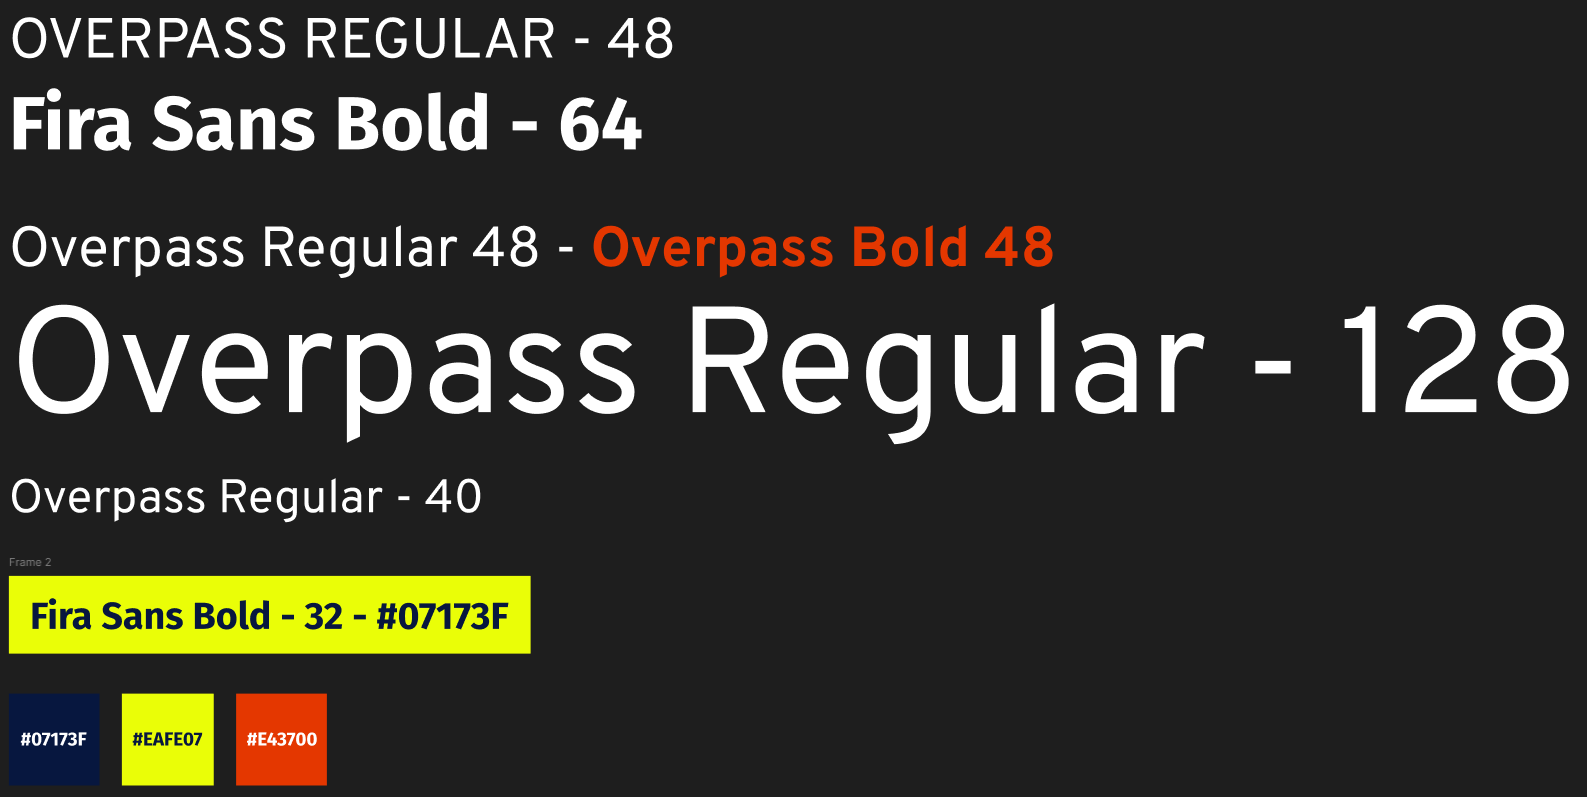 OVERPASS REGULAR - 48
Fira Sans Bold - 64
Overpass Regular 48 - Overpass Bold 48
Overpass Regular - 128
Overpass Regular - 40
Frame 2
Fira Sans Bold - 32 - #07173F
#07173F #EAFE07 #E43700